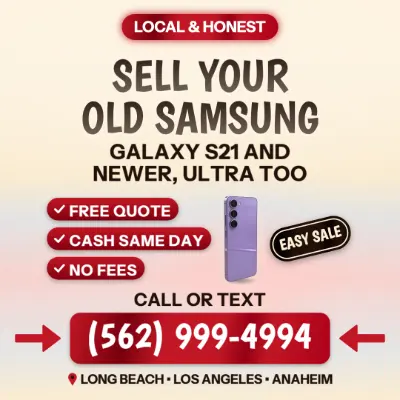 LOCAL & HONEST
SELL YOUR
OLD SAMSUNG
GALAXY S21 AND
NEWER, ULTRA TOO
✓ FREE QUOTE
✓ CASH SAME DAY
✓ NO FEES
EASY SALE
CALL OR TEXT
(562) 999-4994
LONG BEACH • LOS ANGELES • ANAHEIM